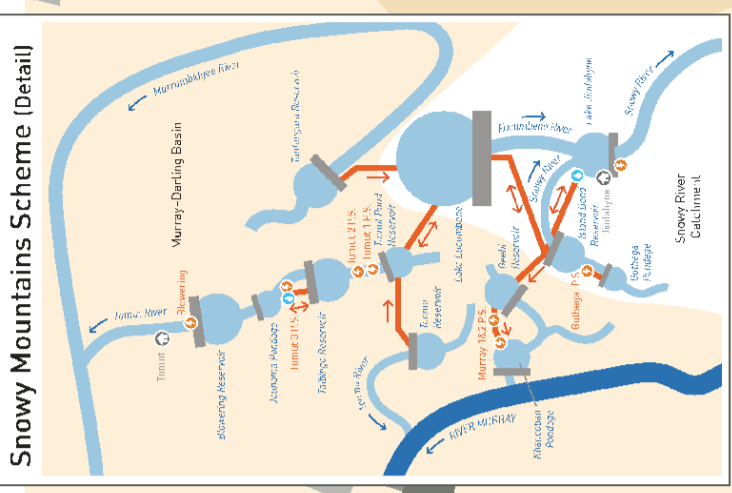 Snowy Mountains Scheme (Detail)
Murrumbidgee River
Murray–Darling Basin
Tantangara Reservoir
Tumut River
Tumut
Blowering
Blowering Reservoir
Jounama Pondage
Tumut 3 P.S.
Talbingo Reservoir
Tumut 2 P.S.
Tumut 1 P.S.
Tumut Pond
Reservoir
Lake Eucumbene
Eucumbene River
Snowy River
Lake Jindabyne
Snowy River
Island Bend
Reservoir
Jindabyne
Snowy River
Catchment
Geehi
Reservoir
Guthega P.S.
Guthega
Pondage
Murray 1&2 P.S.
Khancoban
Pondage
Tooma
Reservoir
Tooma River
RIVER MURRAY